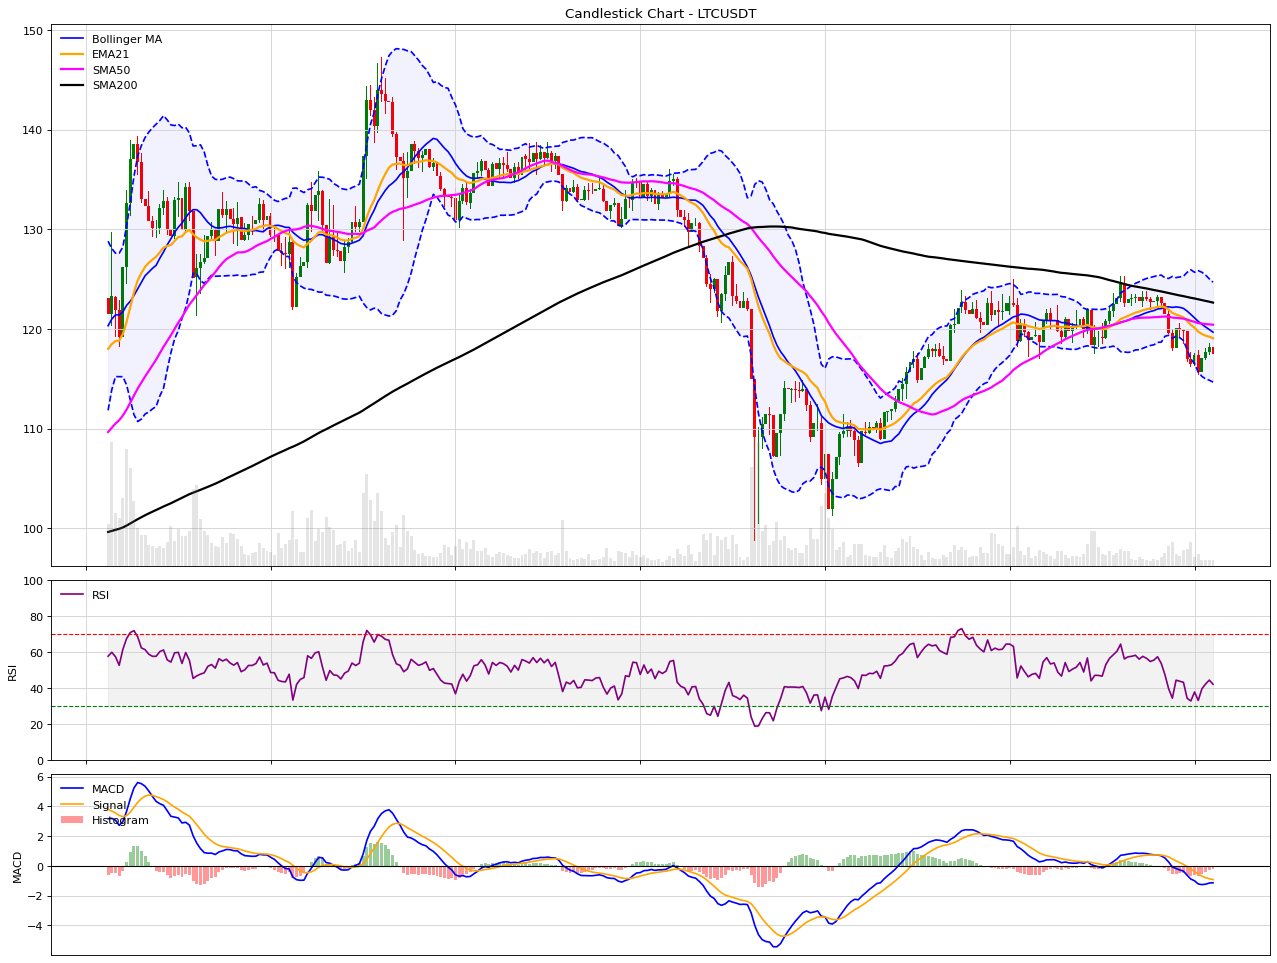 Candlestick Chart - LTCUSDT
150
140
130
120
110
100
Bollinger MA
EMA21
SMA50
SMA200
100
80
60
40
20
0
RSI
RSI
6
4
2
0
−2
−4
MACD
MACD
Signal
Histogram